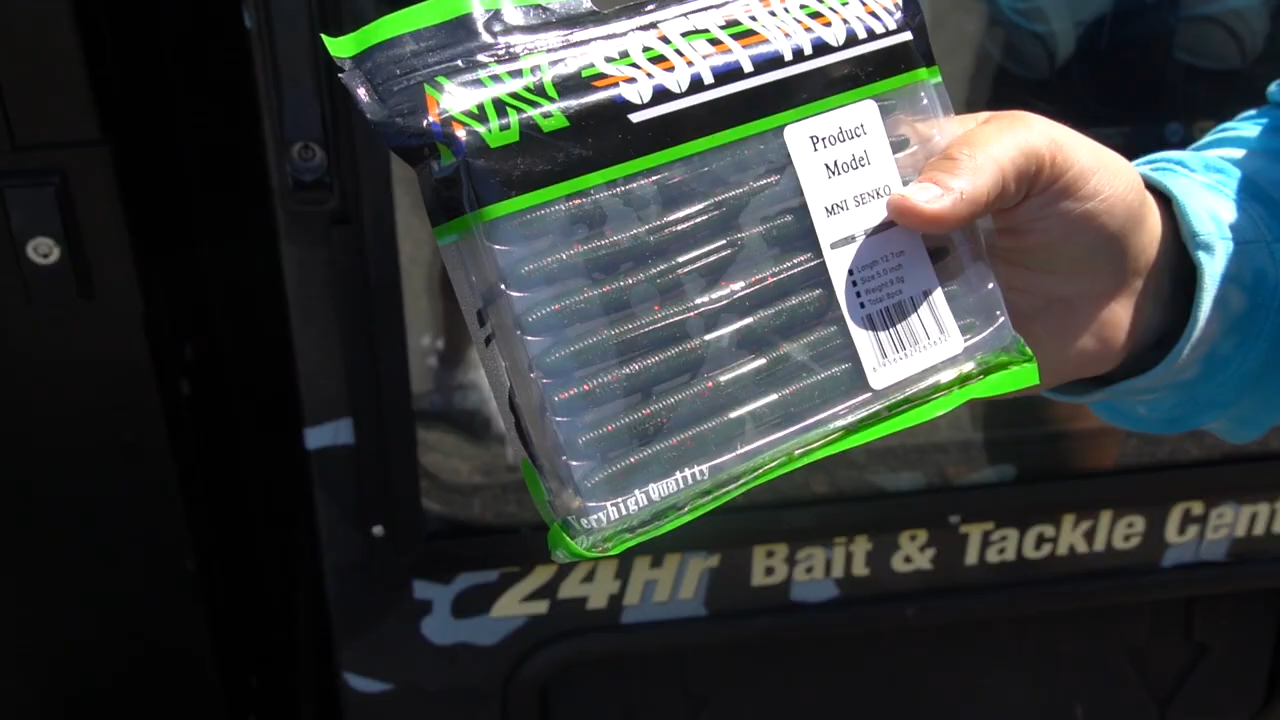 SOFT WORM
Product
Model
MNI SENKO
Length 12.7cm
Size 5.0 inch
Weight 9.0g
Total 8pcs
Veryhigh Quality
24Hr Bait & Tackle Cent